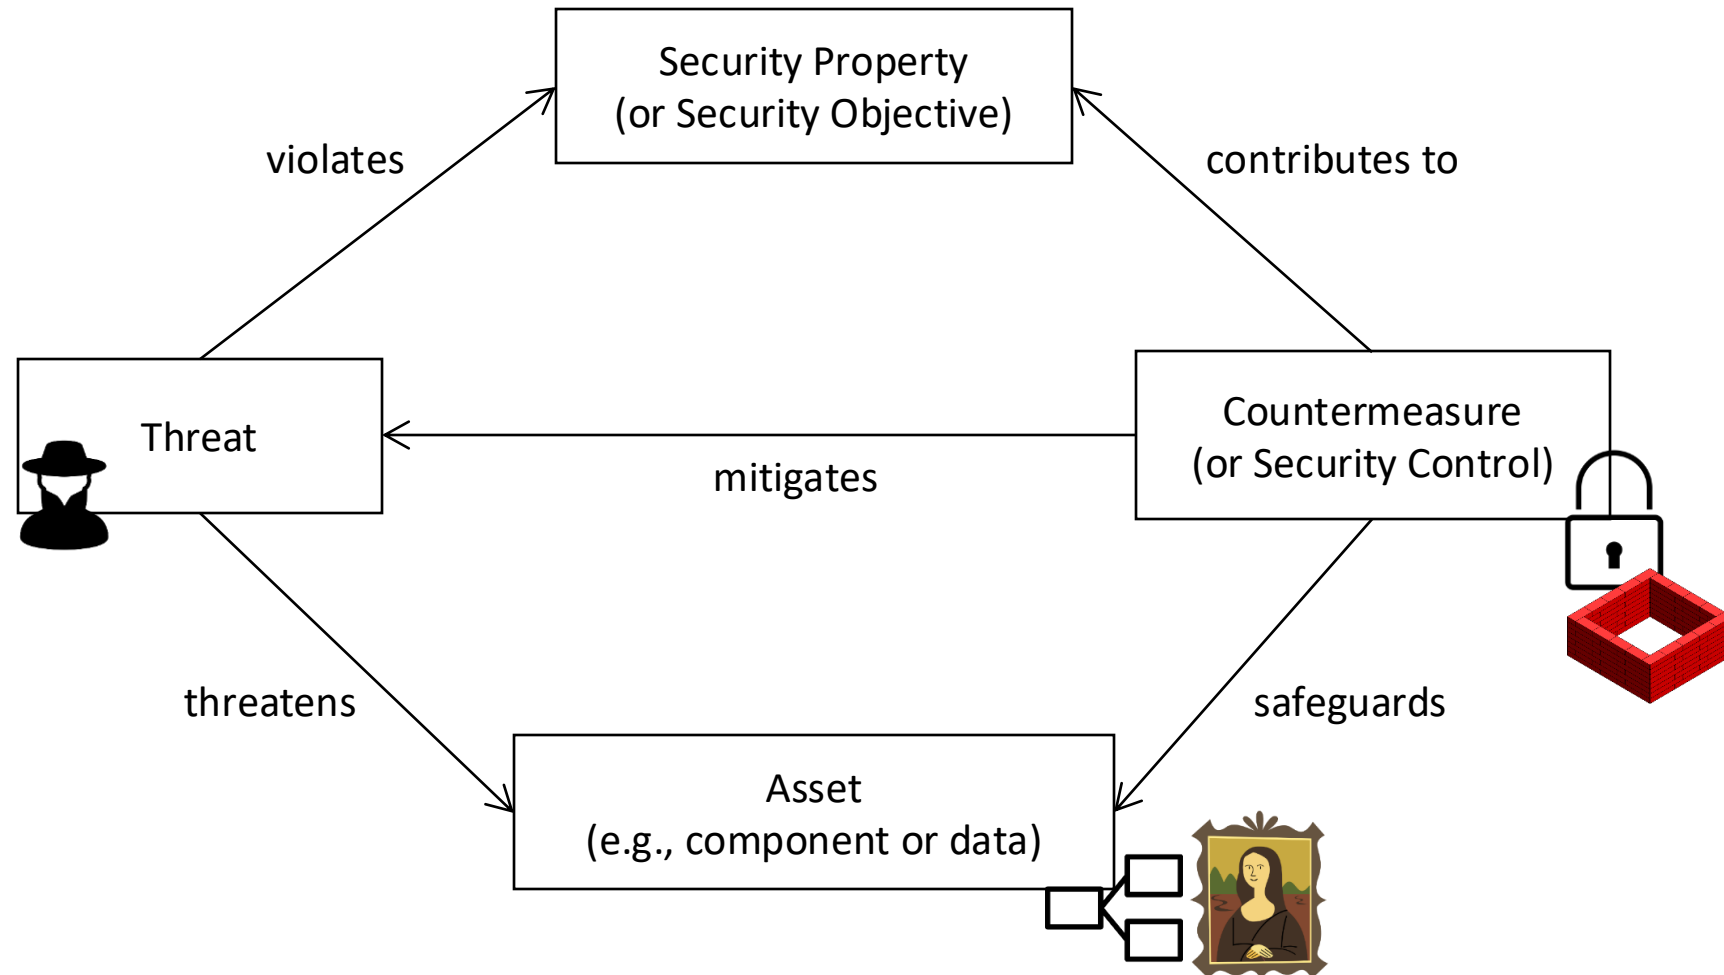 Security Property
(or Security Objective)
violates
contributes to
Threat
Countermeasure
(or Security Control)
mitigates
threatens
safeguards
Asset
(e.g., component or data)